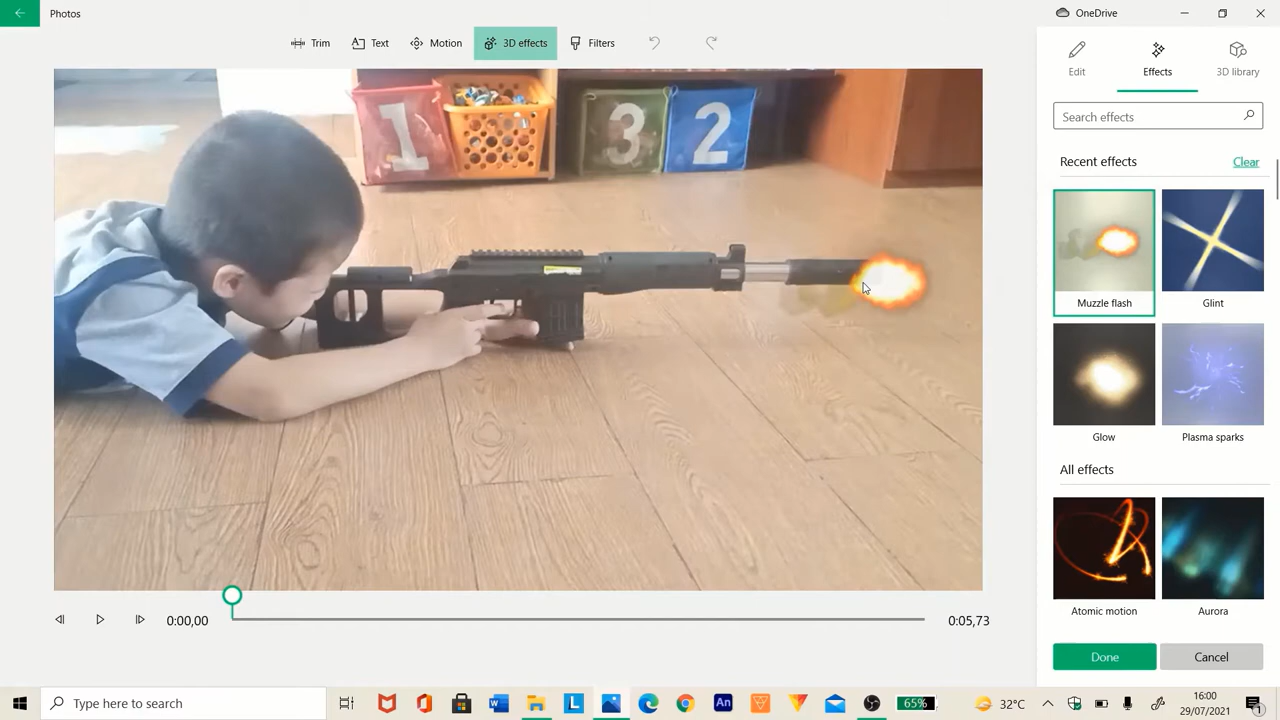 Photos
OneDrive
Trim
Text
Motion
3D effects
Filters
Edit
Effects
3D library
Search effects
Recent effects
Clear
1
3
2
Muzzle flash
Glint
Glow
Plasma sparks
All effects
Atomic motion
Aurora
0:00,00
0:05,73
Done
Cancel
Type here to search
W
L
An
65%
32°C
16:00
29/07/2021
1